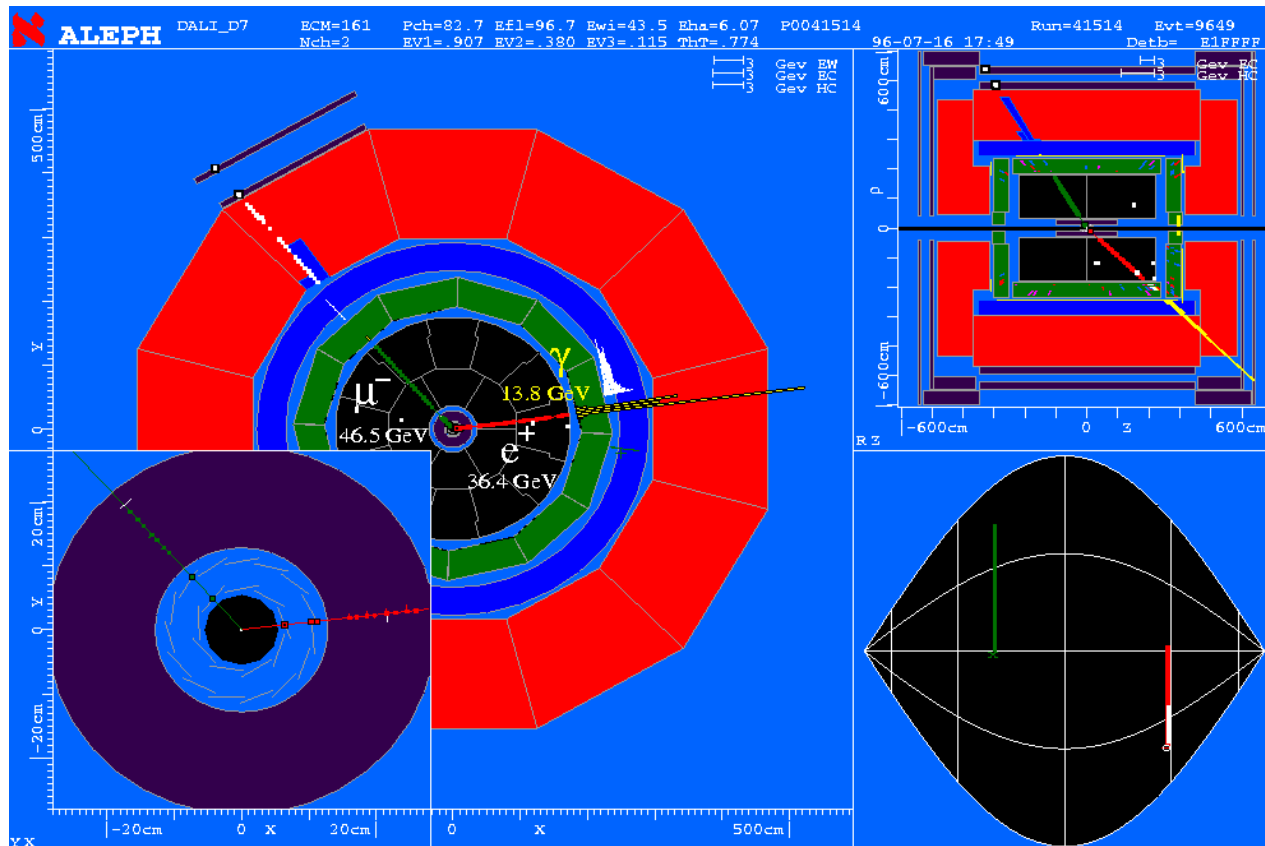 ALEPH DALI_D7 ECM=161 Pch=82.7 Efl=96.7 Ewi=43.5 Eha=6.07 P0041514 Run=41514 Evt=9649
Nch=2 EV1=.907 EV2=.380 EV3=.115 ThT=.774 96-07-16 17:49 Detb= E1FFFF
3 Gev EW
3 Gev EC
3 Gev HC
3 Gev EC
3 Gev HC
600cm
500cm
ρ
Y
0
0
γ
13.8 GeV
μ−
46.5 GeV
e+
36.4 GeV
-600cm
RZ
-600cm 0 Z 600cm
20cm
Y
0
-20cm
-20cm 0 X 20cm
0 X 500cm
YX